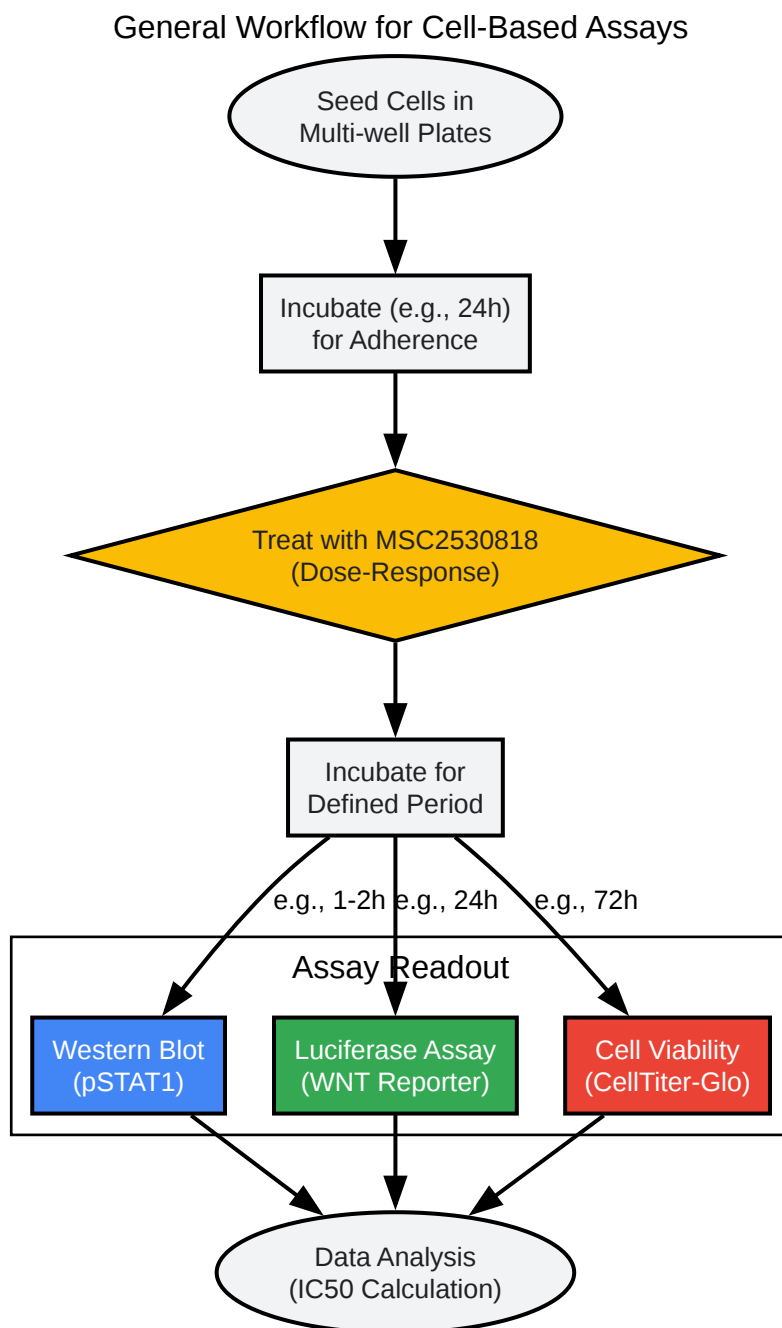 General Workflow for Cell-Based Assays
Seed Cells in
Multi-well Plates
Incubate (e.g., 24h)
for Adherence
Treat with MSC2530818
(Dose-Response)
Incubate for
Defined Period
e.g., 1-2h
e.g., 24h
e.g., 72h
Assay Readout
Western Blot
(pSTAT1)
Luciferase Assay
(WNT Reporter)
Cell Viability
(CellTiter-Glo)
Data Analysis
(IC50 Calculation)